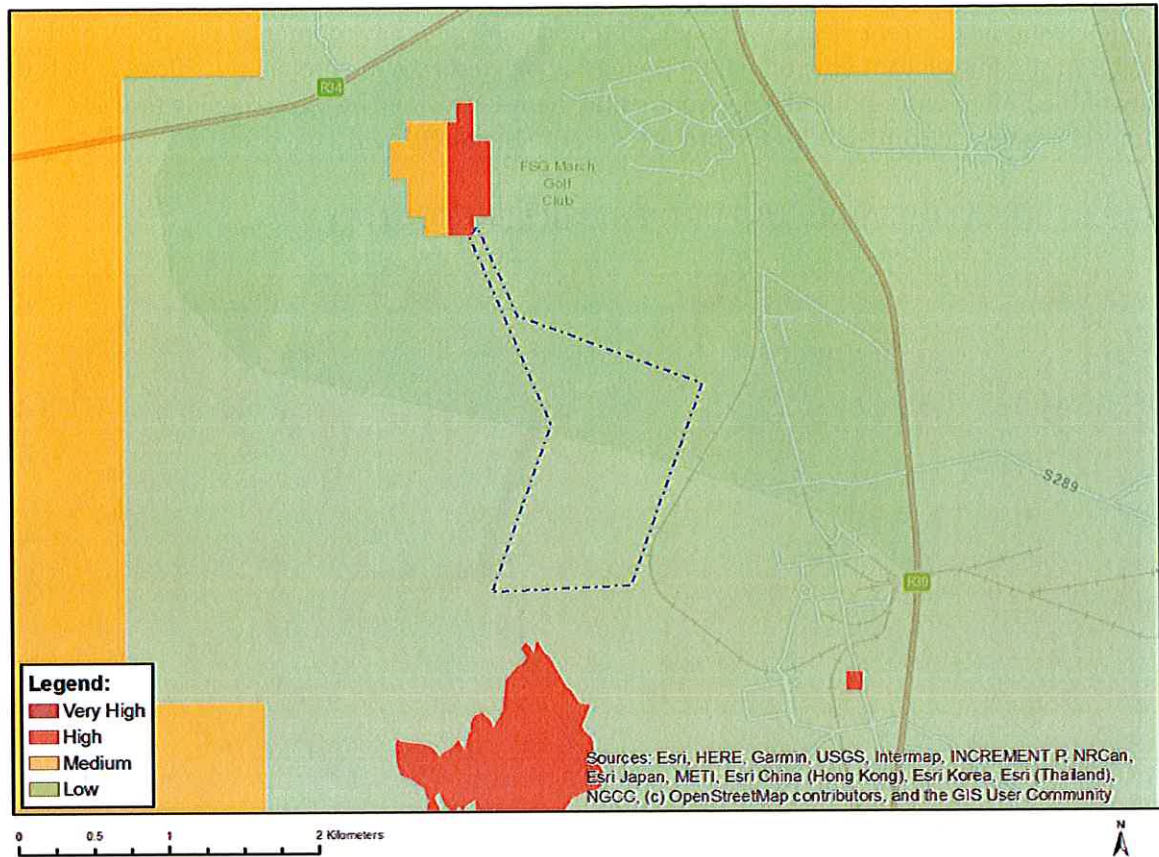 R34
FSG March
Golf
Club
S289
R30
Legend:
Very High
High
Medium
Low
Sources: Esri, HERE, Garmin, USGS, Intermap, INCREMENT P, NRCan,
Esri Japan, METI, Esri China (Hong Kong), Esri Korea, Esri (Thailand),
NGCC, (c) OpenStreetMap contributors, and the GIS User Community
0 0.5 1 2 Kilometers
N